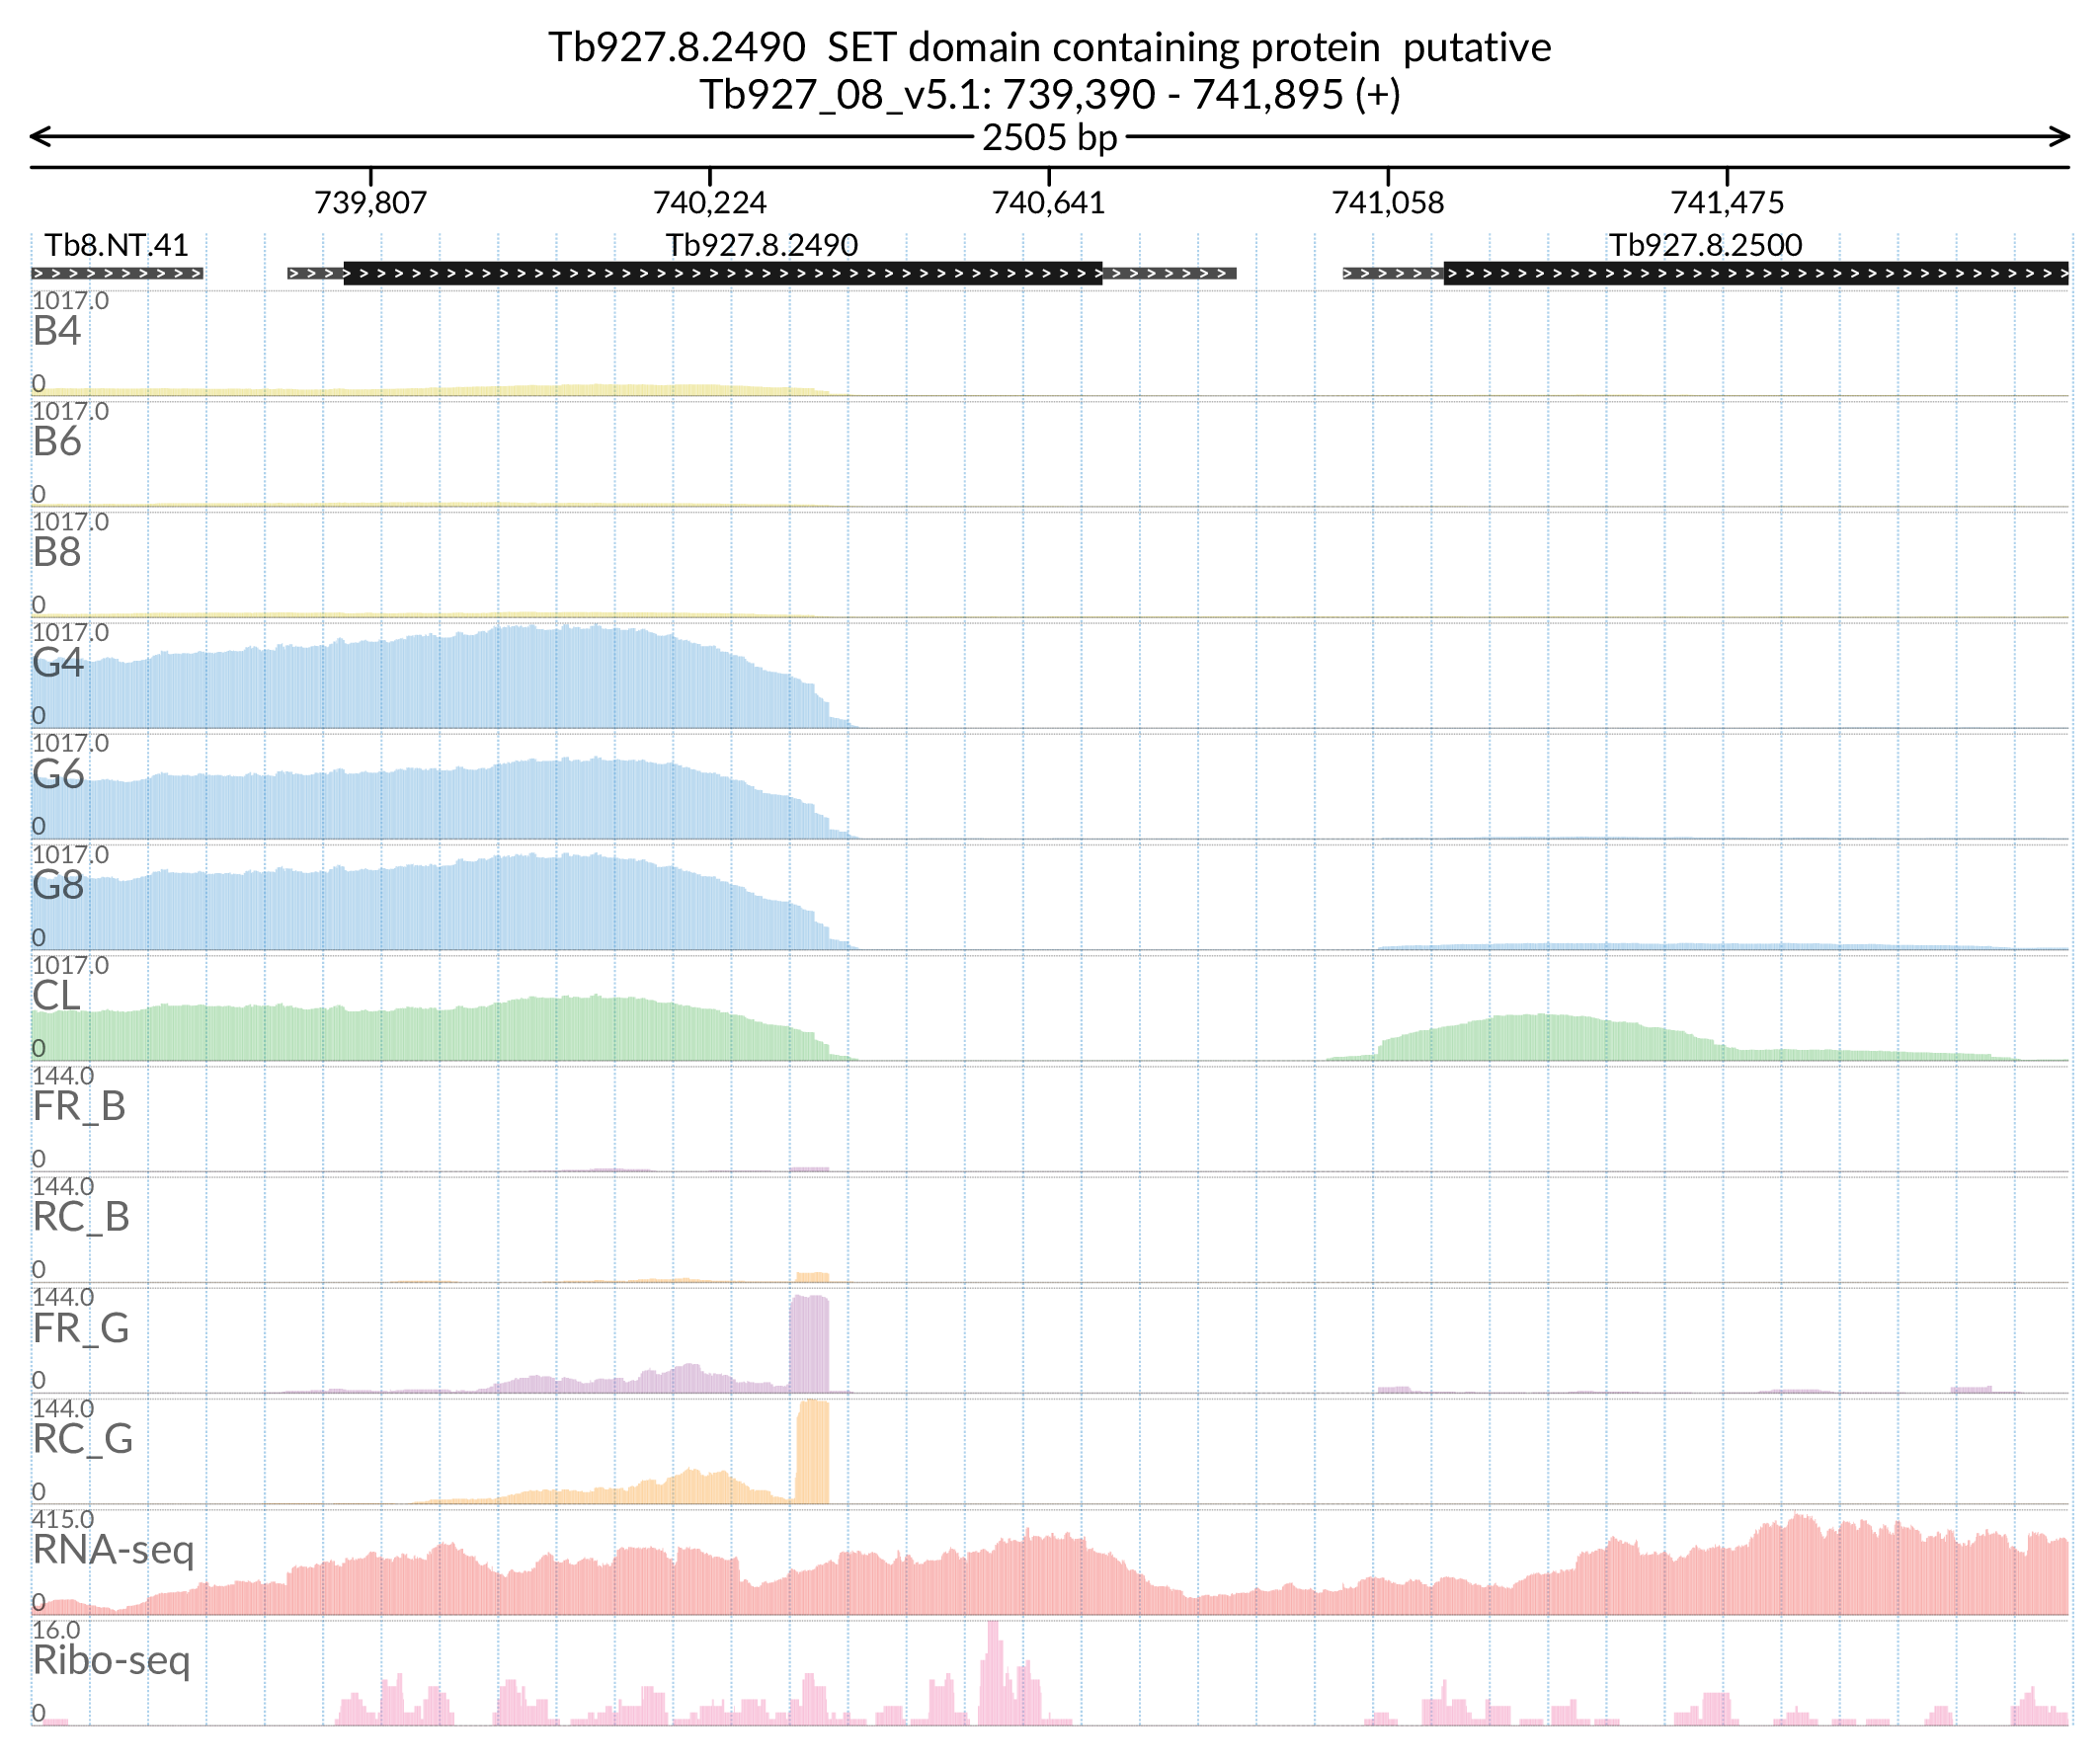 Tb927.8.2490  SET domain containing protein  putative
Tb927_08_v5.1: 739,390 - 741,895 (+)
2505 bp
739,807 740,224 740,641 741,058 741,475
Tb8.NT.41 Tb927.8.2490 Tb927.8.2500
1017.0
B4
0
1017.0
B6
0
1017.0
B8
0
1017.0
G4
0
1017.0
G6
0
1017.0
G8
0
1017.0
CL
0
144.0
FR_B
0
144.0
RC_B
0
144.0
FR_G
0
144.0
RC_G
0
415.0
RNA-seq
0
16.0
Ribo-seq
0